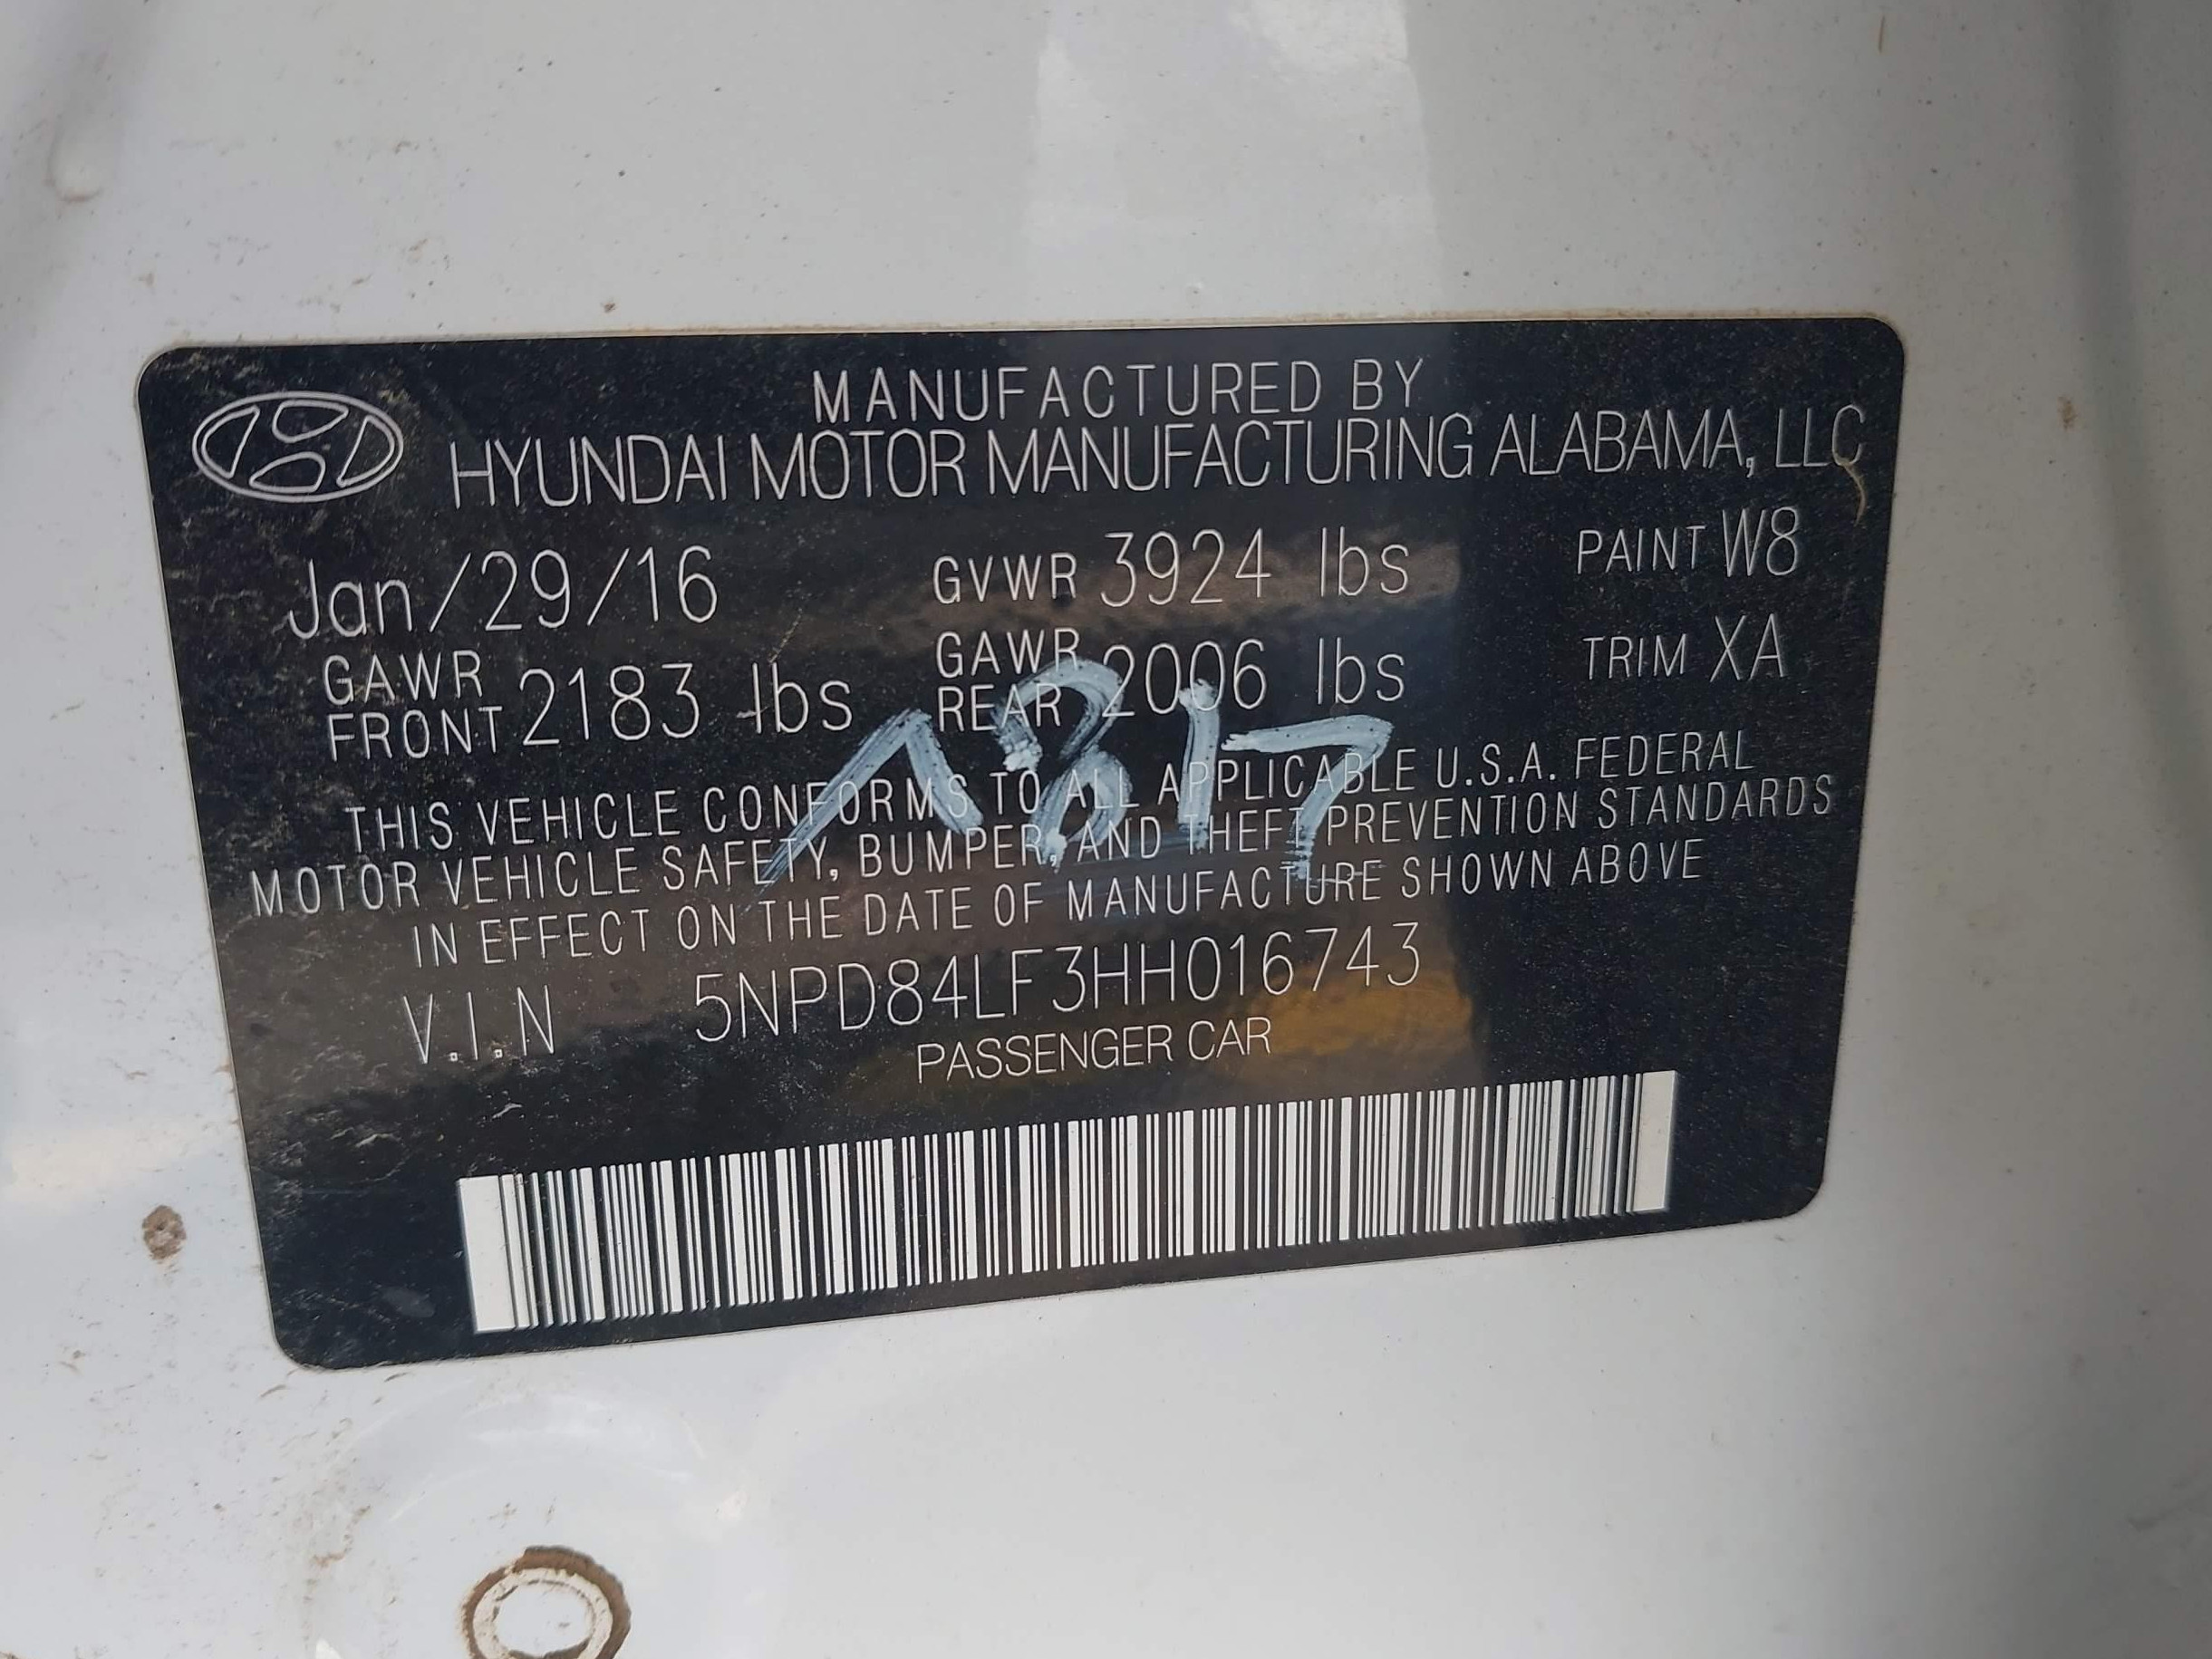 MANUFACTURED BY
HYUNDAI MOTOR MANUFACTURING ALABAMA, LLC
Jan/29/16 GVWR 3924 lbs PAINT W8
GAWR FRONT 2183 lbs GAWR REAR 2006 lbs TRIM XA
1817
THIS VEHICLE CONFORMS TO ALL APPLICABLE U.S.A. FEDERAL
MOTOR VEHICLE SAFETY, BUMPER, AND THEFT PREVENTION STANDARDS
IN EFFECT ON THE DATE OF MANUFACTURE SHOWN ABOVE
V.I.N 5NPD84LF3HH016743
PASSENGER CAR